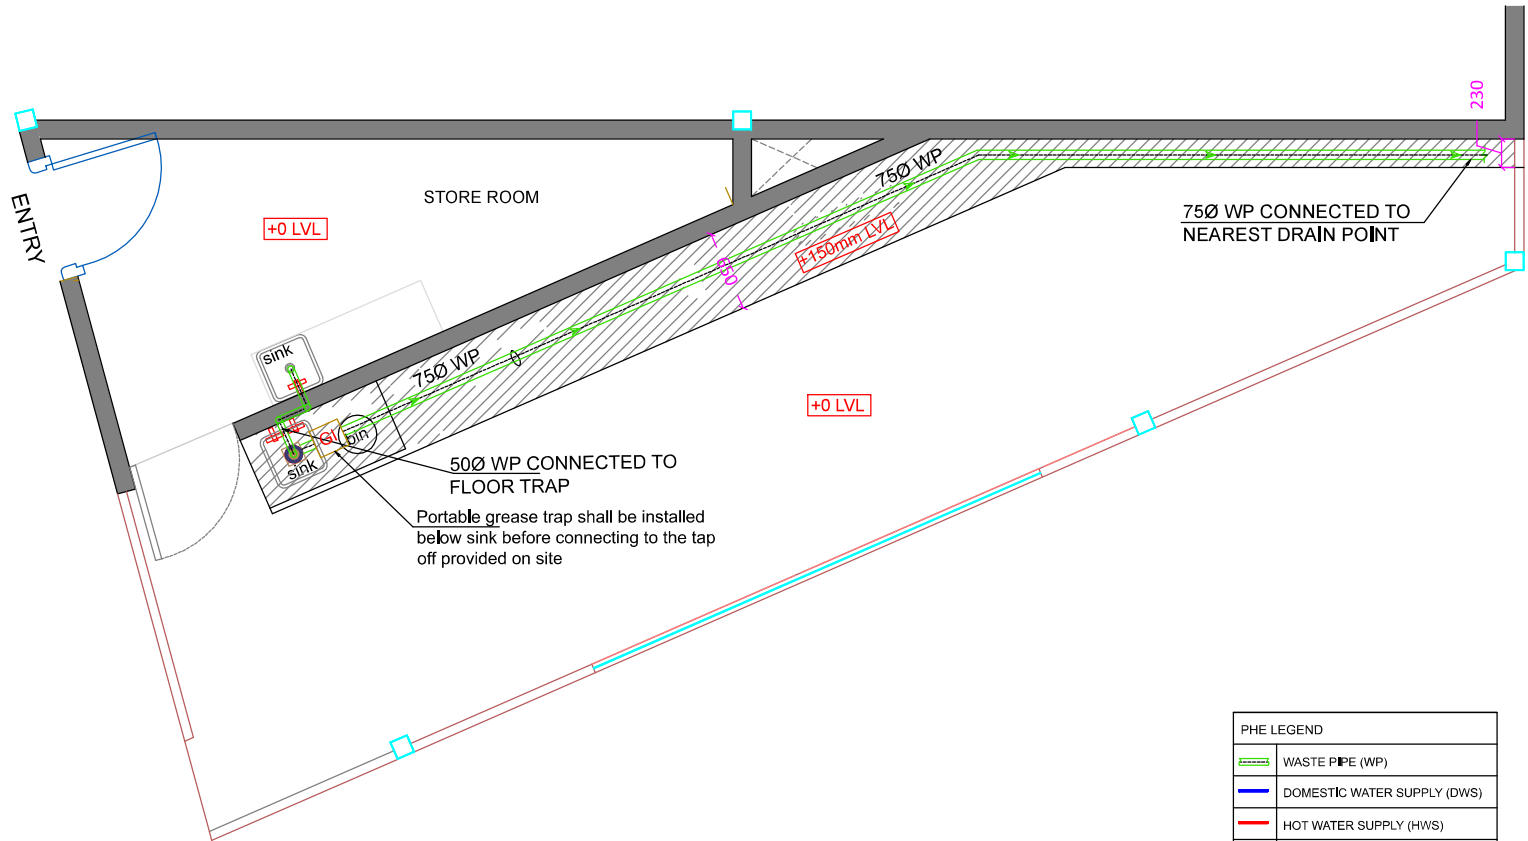 230
ENTRY
STORE ROOM
+0 LVL
75Ø WP
75Ø WP CONNECTED TO
NEAREST DRAIN POINT
+150mm LVL
650
sink
75Ø WP
+0 LVL
GT
bin
sink
50Ø WP CONNECTED TO
FLOOR TRAP
Portable grease trap shall be installed
below sink before connecting to the tap
off provided on site
PHE LEGEND
WASTE PIPE (WP)
DOMESTIC WATER SUPPLY (DWS)
HOT WATER SUPPLY (HWS)